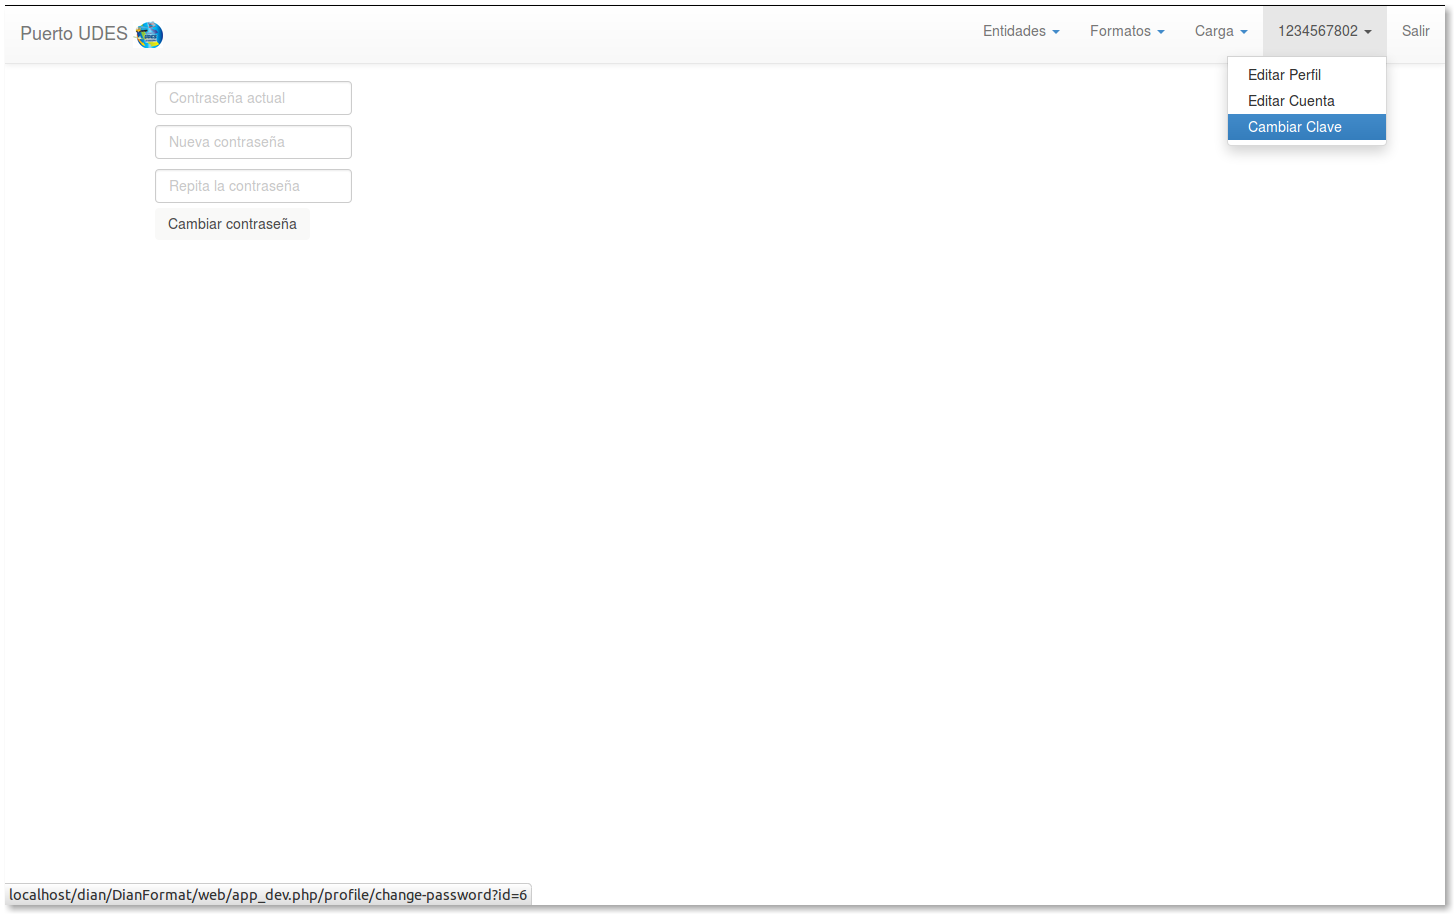 Puerto UDES
Entidades Formatos Carga 1234567802 Salir
Editar Perfil
Editar Cuenta
Cambiar Clave
Contraseña actual
Nueva contraseña
Repita la contraseña
Cambiar contraseña
localhost/dian/DianFormat/web/app_dev.php/profile/change-password?id=6